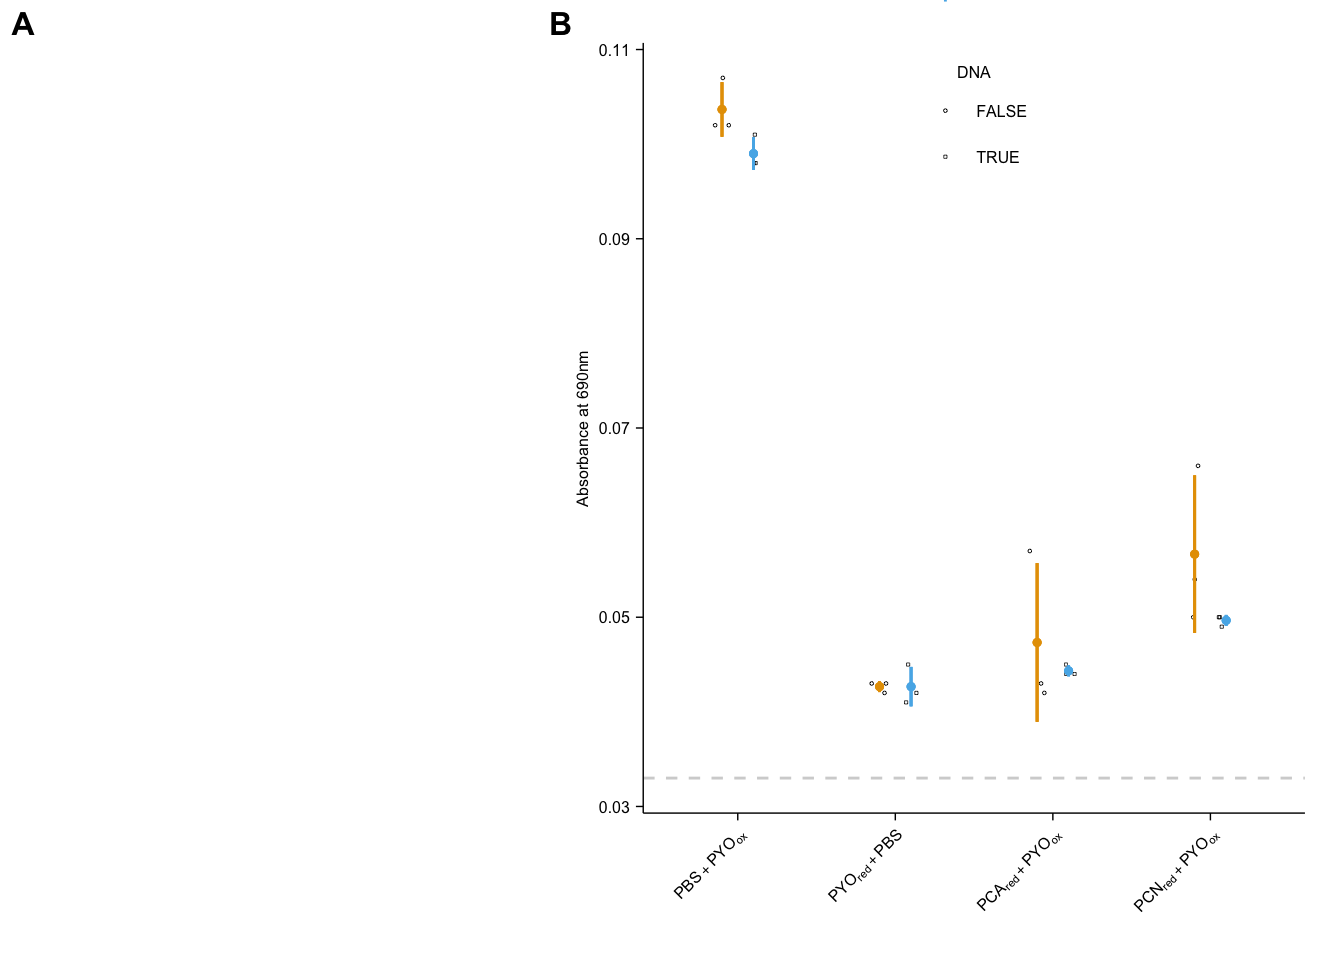 A
B
DNA
FALSE
TRUE
0.11
0.09
0.07
0.05
0.03
Absorbance at 690nm
PBS + PYOox
PYOred + PBS
PCAred + PYOox
PCNred + PYOox